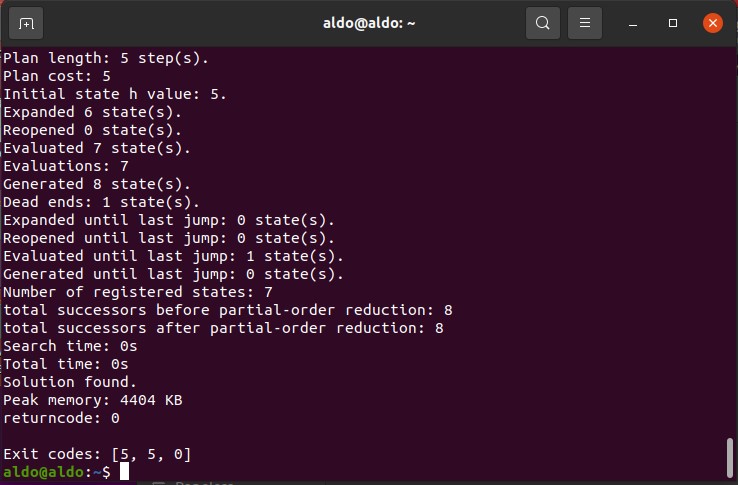 aldo@aldo: ~
Plan length: 5 step(s).
Plan cost: 5
Initial state h value: 5.
Expanded 6 state(s).
Reopened 0 state(s).
Evaluated 7 state(s).
Evaluations: 7
Generated 8 state(s).
Dead ends: 1 state(s).
Expanded until last jump: 0 state(s).
Reopened until last jump: 0 state(s).
Evaluated until last jump: 1 state(s).
Generated until last jump: 0 state(s).
Number of registered states: 7
total successors before partial-order reduction: 8
total successors after partial-order reduction: 8
Search time: 0s
Total time: 0s
Solution found.
Peak memory: 4404 KB
returncode: 0
Exit codes: [5, 5, 0]
aldo@aldo:~$